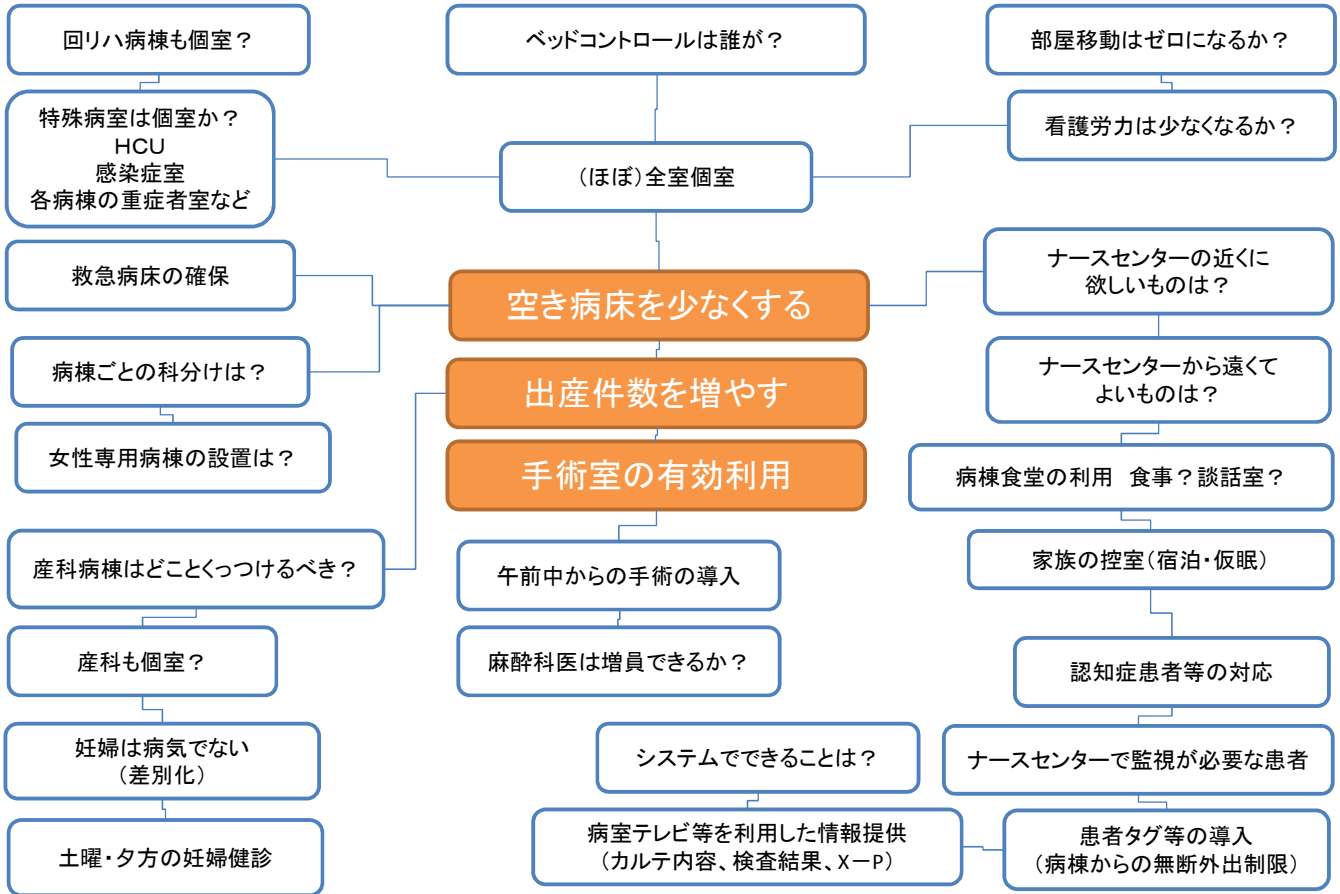 回リハ病棟も個室？
ベッドコントロールは誰が？
部屋移動はゼロになるか？
特殊病室は個室か？
ＨＣＵ
感染症室
各病棟の重症者室など
看護労力は少なくなるか？
（ほぼ）全室個室
救急病床の確保
空き病床を少なくする
ナースセンターの近くに
欲しいものは？
病棟ごとの科分けは？
出産件数を増やす
ナースセンターから遠くて
よいものは？
女性専用病棟の設置は？
手術室の有効利用
病棟食堂の利用　食事？談話室？
産科病棟はどことくっつけるべき？
午前中からの手術の導入
家族の控室（宿泊・仮眠）
産科も個室？
麻酔科医は増員できるか？
認知症患者等の対応
妊婦は病気でない
（差別化）
システムでできることは？
ナースセンターで監視が必要な患者
土曜・夕方の妊婦健診
病室テレビ等を利用した情報提供
（カルテ内容、検査結果、X－P）
患者タグ等の導入
（病棟からの無断外出制限）